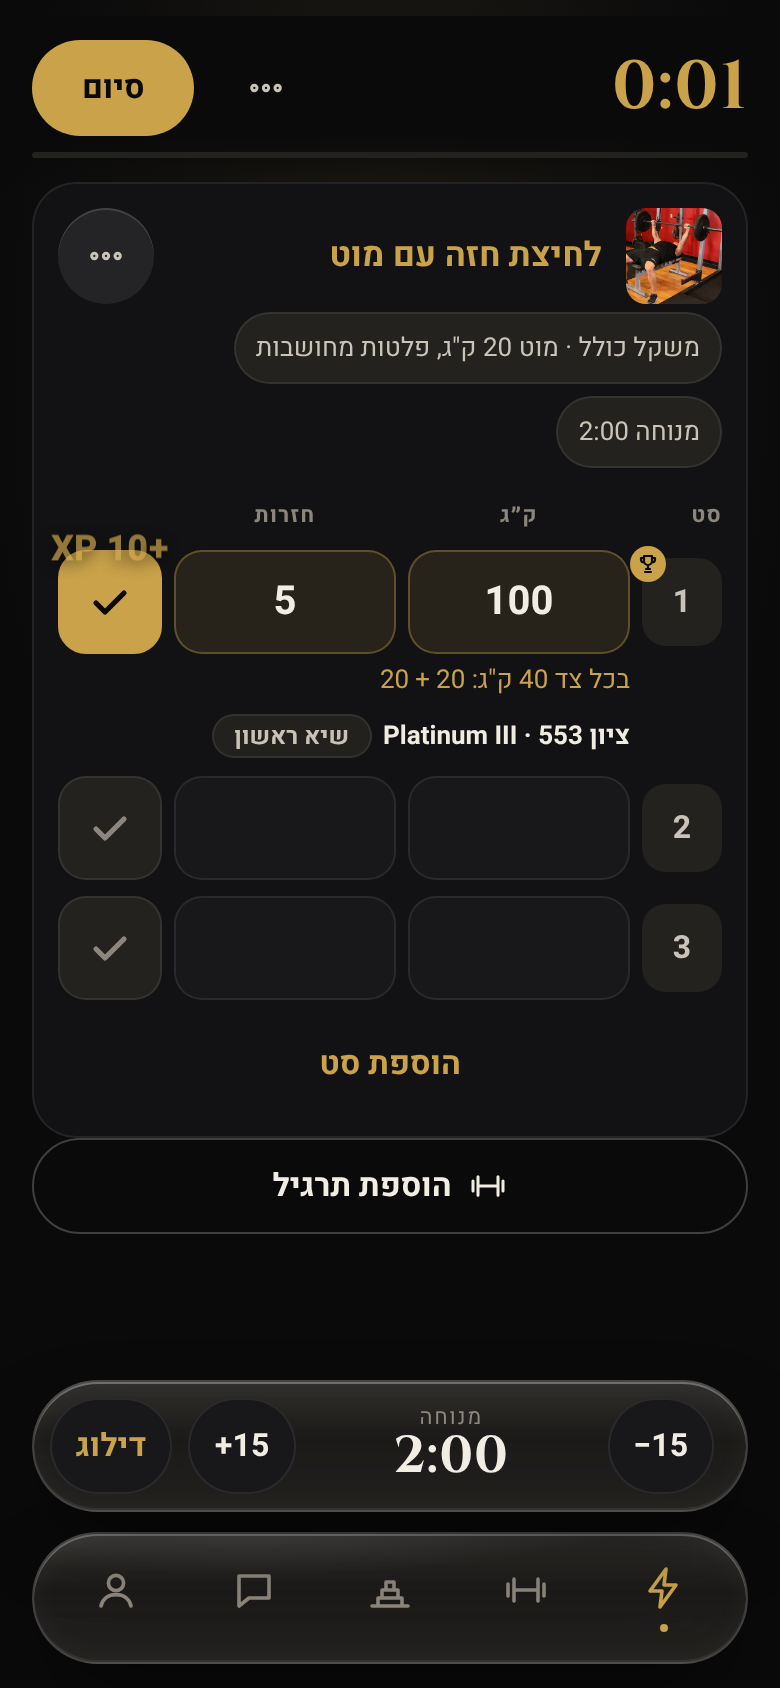 0:01
סיום
לחיצת חזה עם מוט
משקל כולל · מוט 20 ק"ג, פלטות מחושבות
מנוחה 2:00
סט ק״ג חזרות
+10 XP
1 100 5
בכל צד 40 ק"ג: 20 + 20
ציון 553 · Platinum III שיא ראשון
2
3
הוספת סט
הוספת תרגיל
−15
מנוחה
2:00
+15
דילוג